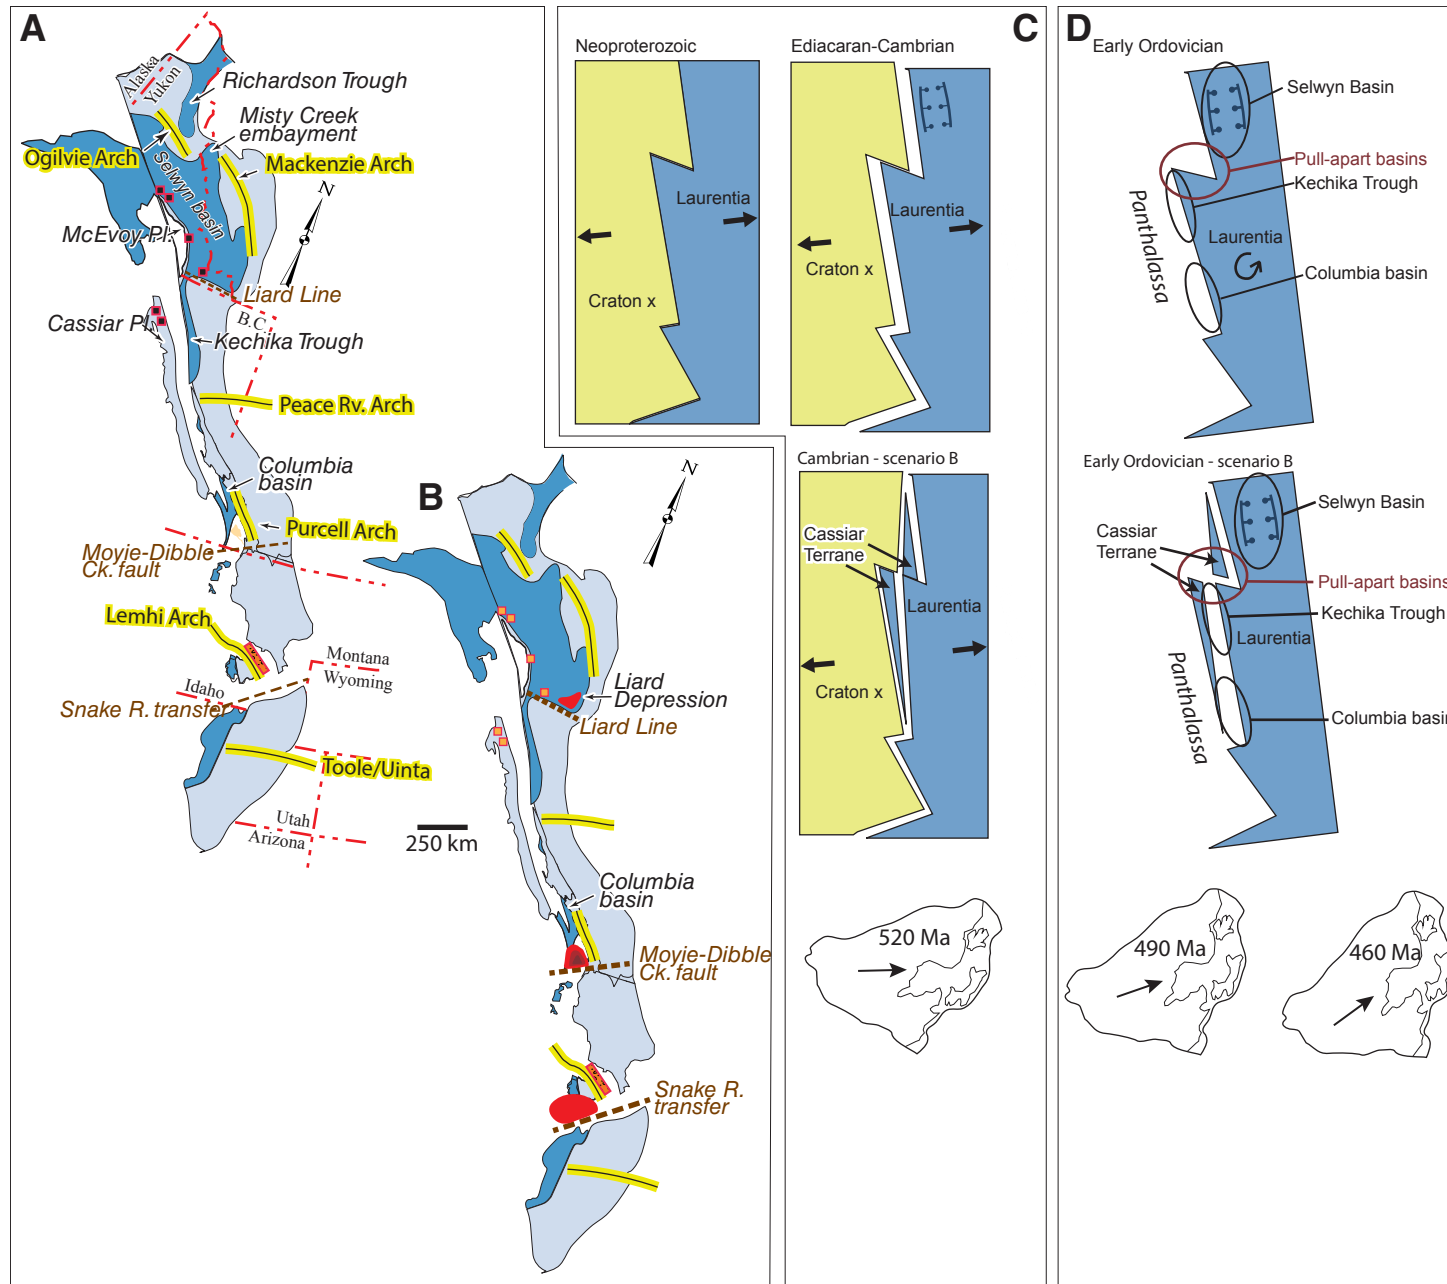 A
Alaska
Yukon
Richardson Trough
Misty Creek
embayment
Ogilvie Arch
Mackenzie Arch
Selwyn basin
N
McEvoy Pl.
Liard Line
B.C.
Cassiar Pl.
Kechika Trough
Peace Rv. Arch
Columbia
basin
Purcell Arch
Moyie-Dibble
Ck. fault
Lemhi Arch
Montana
Wyoming
Idaho
Snake R. transfer
Toole/Uinta
Utah
Arizona
250 km
B
N
Liard
Depression
Liard Line
Columbia
basin
Moyie-Dibble
Ck. fault
Snake R.
transfer
C
Neoproterozoic
Laurentia
Craton x
Ediacaran-Cambrian
Laurentia
Craton x
Cambrian - scenario B
Cassiar
Terrane
Laurentia
Craton x
520 Ma
D
Early Ordovician
Selwyn Basin
Pull-apart basins
Kechika Trough
Panthalassa
Laurentia
Columbia basin
Early Ordovician - scenario B
Selwyn Basin
Cassiar
Terrane
Pull-apart basins
Kechika Trough
Laurentia
Panthalassa
Columbia basin
490 Ma
460 Ma